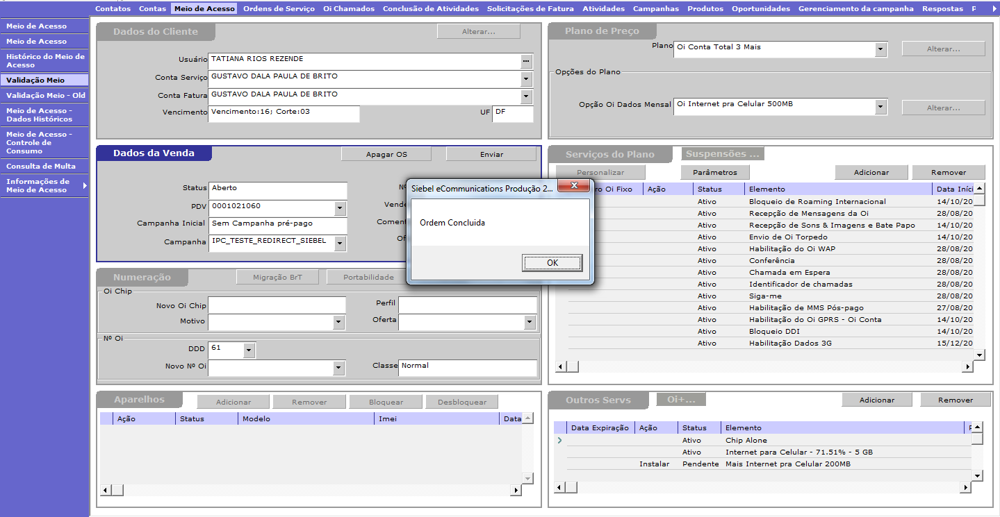 Contatos Contas Meio de Acesso Ordens de Serviço Oi Chamados Conclusão de Atividades Solicitações de Fatura Atividades Campanhas Produtos Oportunidades Gerenciamento da campanha Respostas
Meio de Acesso
Meio de Acesso
Histórico do Meio de
Acesso
Validação Meio
Validação Meio - Old
Meio de Acesso -
Dados Históricos
Meio de Acesso -
Controle de
Consumo
Consulta de Multa
Informações de
Meio de Acesso
Dados do Cliente Alterar...
Usuário TATIANA RIOS REZENDE ...
Conta Serviço GUSTAVO DALA PAULA DE BRITO
Conta Fatura GUSTAVO DALA PAULA DE BRITO
Vencimento Vencimento:16; Corte:03 UF DF
Plano de Preço
Plano Oi Conta Total 3 Mais Alterar...
Opções do Plano
Opção Oi Dados Mensal Oi Internet pra Celular 500MB Alterar...
Dados da Venda Apagar OS Enviar
Status Aberto Nº
PDV 0001021060 Vende
Campanha Inicial Sem Campanha pré-pago Coment
Campanha IPC_TESTE_REDIRECT_SIEBEL Of
Siebel eCommunications Produção 2...
Ordem Concluida
OK
Serviços do Plano Suspensões ...
Personalizar Parâmetros Adicionar Remover
ro Oi Fixo Ação Status Elemento Data Iníci
Ativo Bloqueio de Roaming Internacional 14/10/20
Ativo Recepção de Mensagens da Oi 28/08/20
Ativo Recepção de Sons & Imagens e Bate Papo 14/10/20
Ativo Envio de Oi Torpedo 14/10/20
Ativo Habilitação do Oi WAP 28/08/20
Ativo Conferência 28/08/20
Ativo Chamada em Espera 28/08/20
Ativo Identificador de chamadas 28/08/20
Ativo Siga-me 28/08/20
Ativo Habilitação de MMS Pós-pago 27/08/20
Ativo Habilitação do Oi GPRS - Oi Conta 14/10/20
Ativo Bloqueio DDI 14/10/20
Ativo Habilitação Dados 3G 15/12/20
Numeração Migração BrT Portabilidade
Oi Chip
Novo Oi Chip Perfil
Motivo Oferta
Nº Oi
DDD 61
Novo Nº Oi Classe Normal
Aparelhos Adicionar Remover Bloquear Desbloquear
Ação Status Modelo Imei Data
Outros Servs Oi+... Adicionar Remover
Data Expiração Ação Status Elemento
Ativo Chip Alone
Ativo Internet para Celular - 71.51% - 5 GB
Instalar Pendente Mais Internet pra Celular 200MB